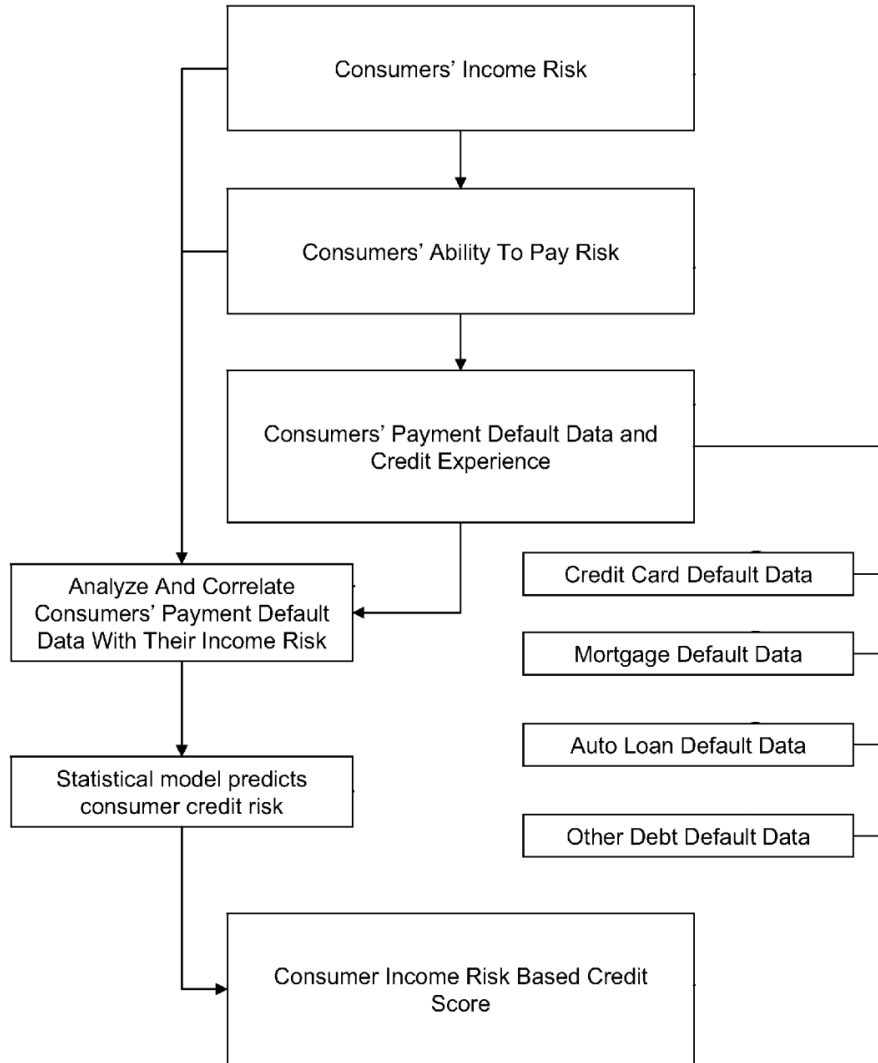 Consumers’ Income Risk
Consumers’ Ability To Pay Risk
Consumers’ Payment Default Data and
Credit Experience
Analyze And Correlate
Consumers’ Payment Default
Data With Their Income Risk
Credit Card Default Data
Mortgage Default Data
Auto Loan Default Data
Statistical model predicts
consumer credit risk
Other Debt Default Data
Consumer Income Risk Based Credit
Score